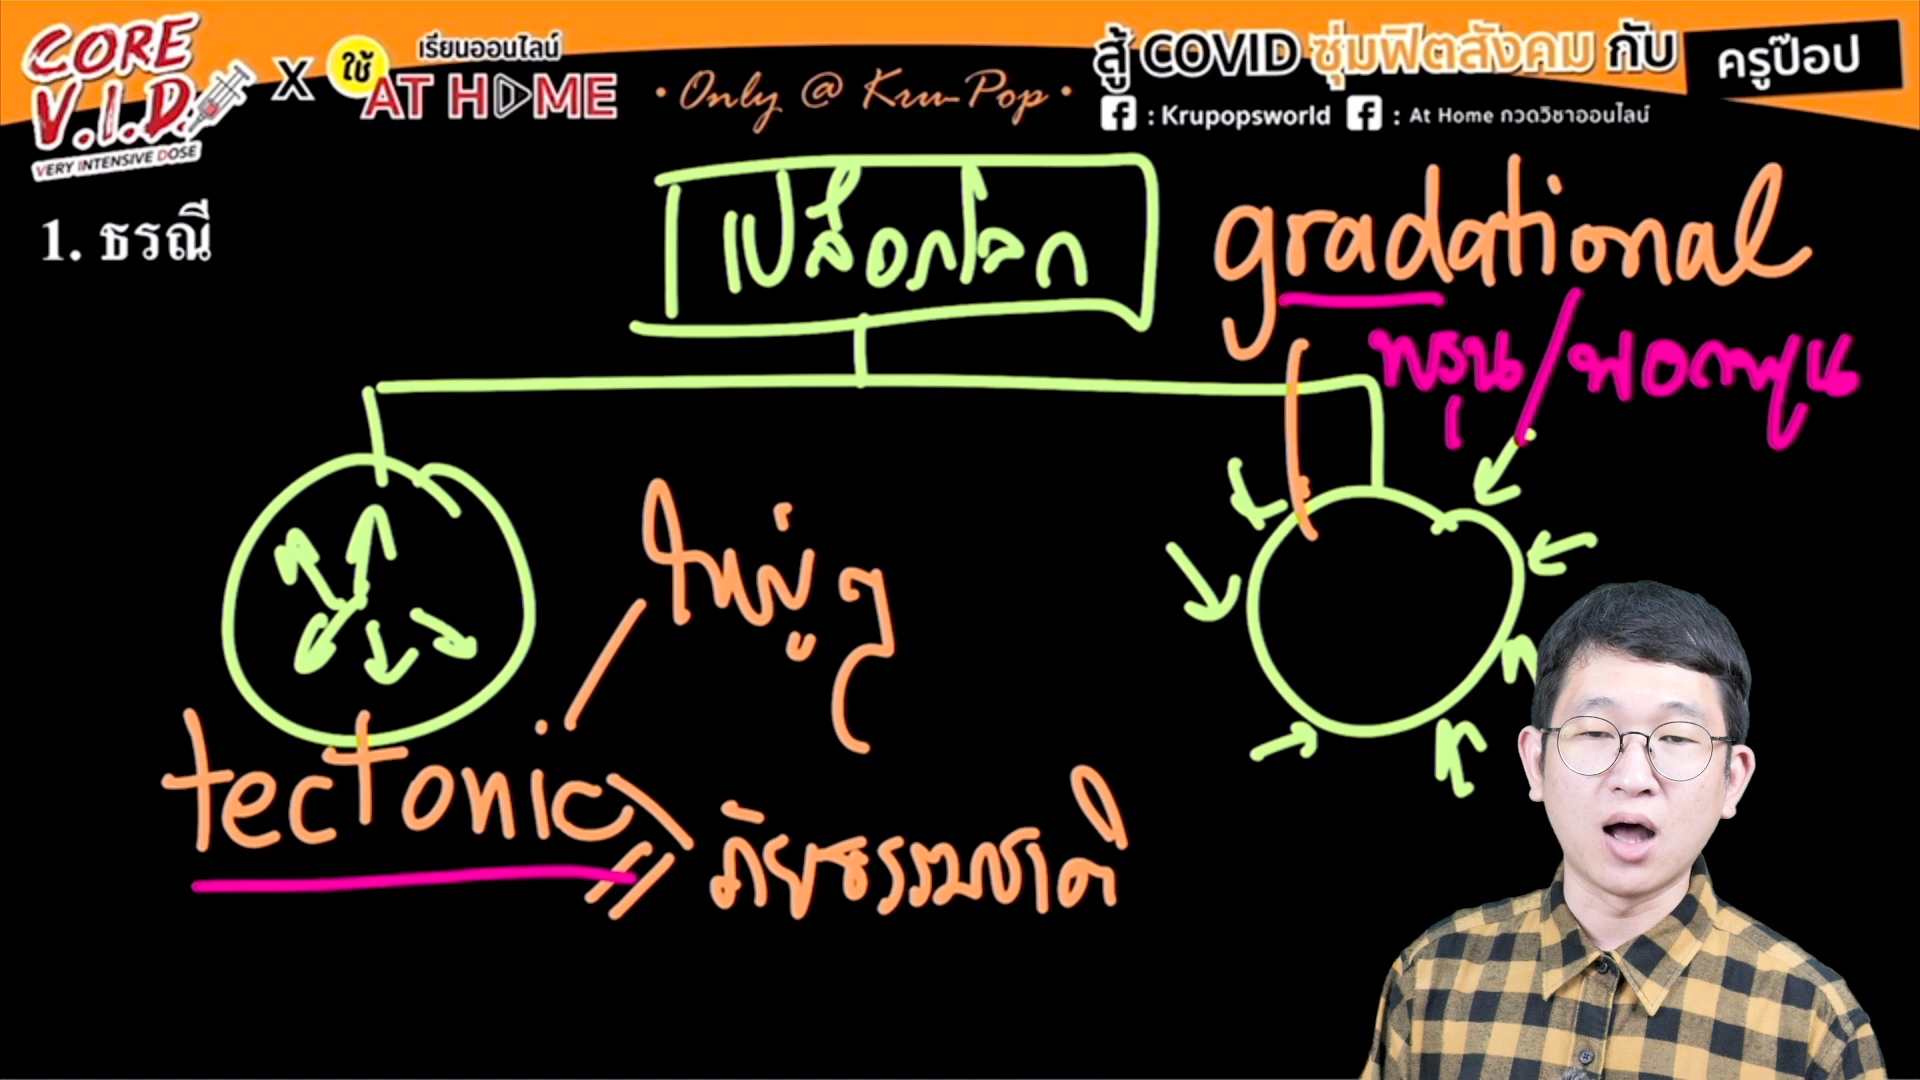 CORE
V.I.D.
VERY INTENSIVE DOSE
X
ใช้
เรียนออนไลน์
AT HOME
• Only @ Kru-Pop •
สู้ COVID ซุ่มฟิตสังคม กับ ครูป๊อป
f : Krupopsworld f : At Home กวดวิชาออนไลน์
1. ธรณี
เปลือกโลก
gradational
ทรุน/พอกพูน
ใหญ่ๆ
tectonic
ภัยธรรมชาติ